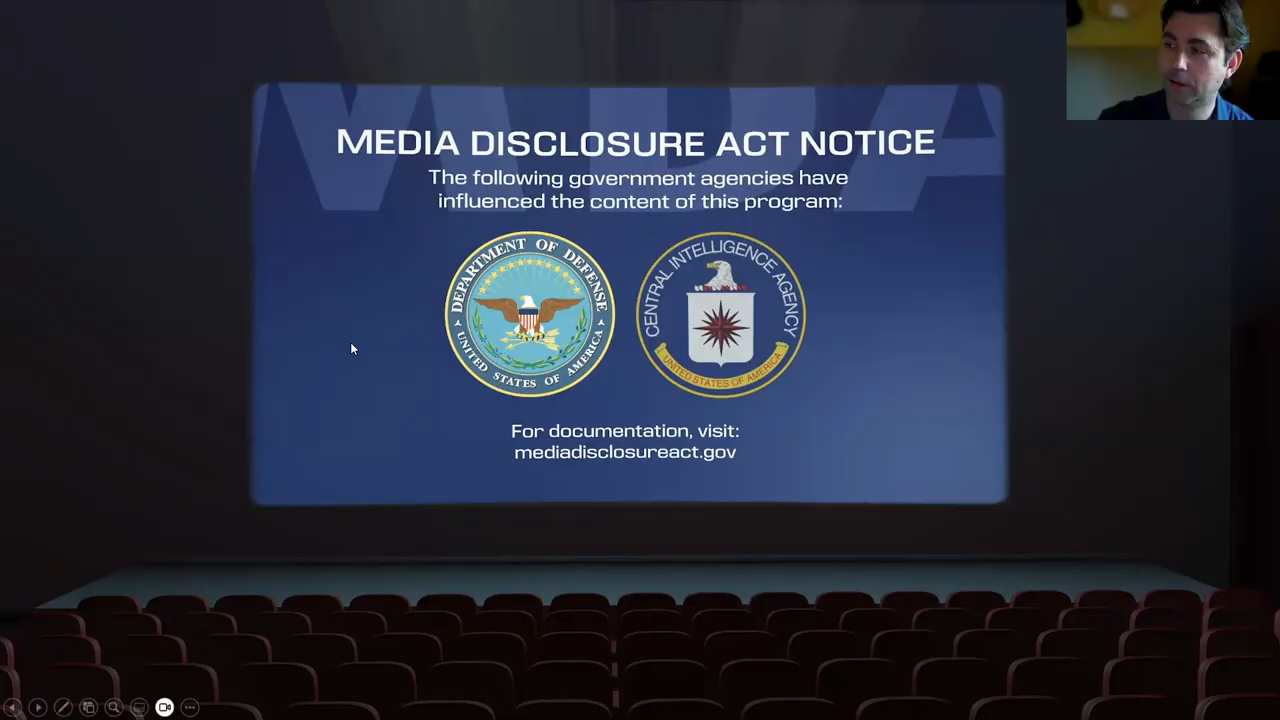 MEDIA DISCLOSURE ACT NOTICE
The following government agencies have
influenced the content of this program:
DEPARTMENT OF DEFENSE
UNITED STATES OF AMERICA
CENTRAL INTELLIGENCE AGENCY
UNITED STATES OF AMERICA
For documentation, visit:
mediadisclosureact.gov
MDA